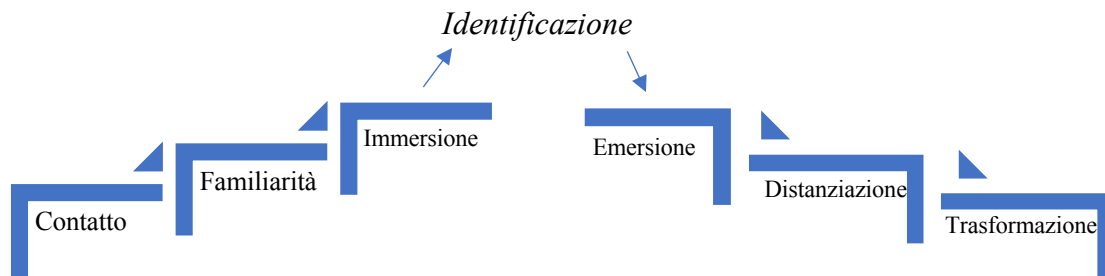 Identificazione
Immersione
Emersione
Familiarità
Distanziazione
Contatto
Trasformazione